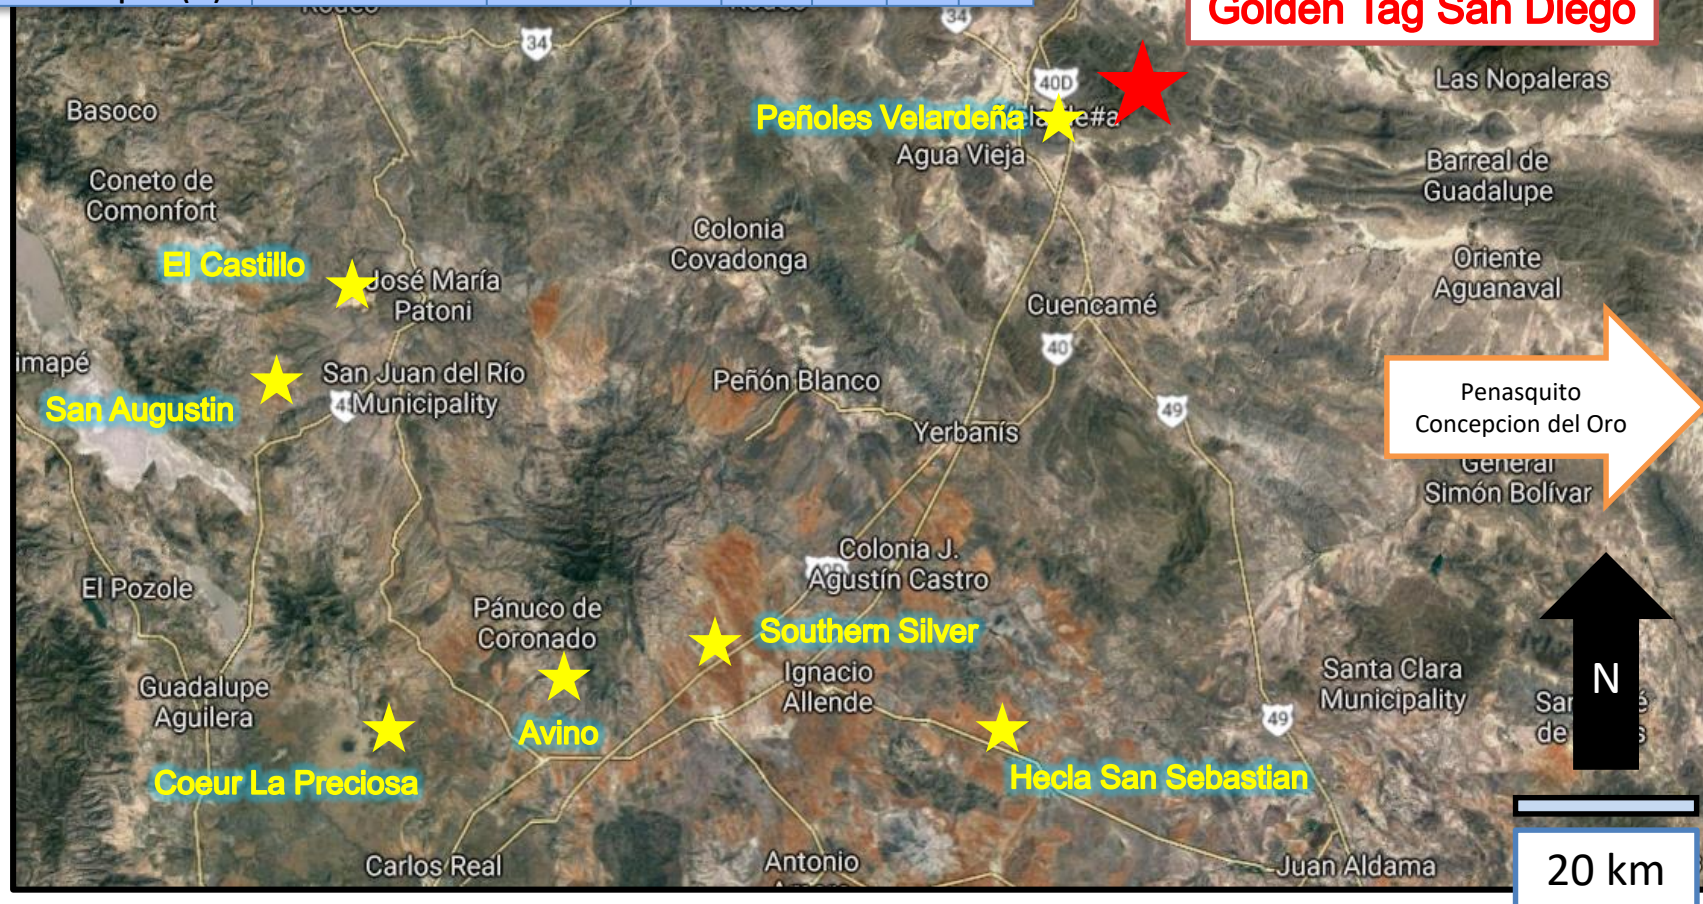 Golden Tag San Diego
34
34
40D
Las Nopaleras
Basoco
Peñoles Velardeña
Agua Vieja
Barreal de
Guadalupe
Coneto de
Comonfort
Colonia
Covadonga
El Castillo
José María
Patoni
Oriente
Aguanaval
Cuencamé
40
San Juan del Río
Municipality
Peñón Blanco
Penasquito
Concepcion del Oro
San Augustin
49
Yerbanís
General
Simón Bolívar
Colonia J.
Agustín Castro
El Pozole
Pánuco de
Coronado
Southern Silver
Ignacio
Allende
Santa Clara
Municipality
N
Guadalupe
Aguilera
49
Avino
Coeur La Preciosa
Hecla San Sebastian
Carlos Real
Antonio
Juan Aldama
20 km